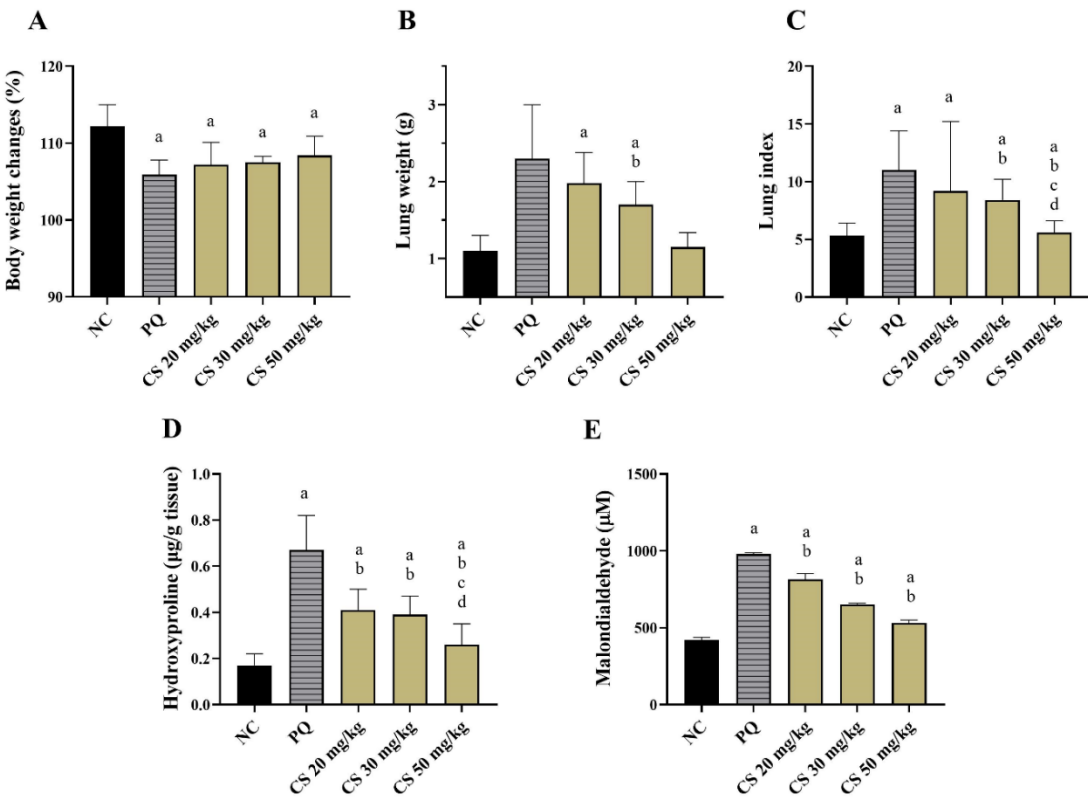 A
Body weight changes (%)
120
110
100
90
a
a
a
a
NC
PQ
CS 20 mg/kg
CS 30 mg/kg
CS 50 mg/kg
B
Lung weight (g)
3
2
1
a
a
b
NC
PQ
CS 20 mg/kg
CS 30 mg/kg
CS 50 mg/kg
C
Lung index
20
15
10
5
0
a
a
a
b
a
b
c
d
NC
PQ
CS 20 mg/kg
CS 30 mg/kg
CS 50 mg/kg
D
Hydroxyproline (µg/g tissue)
1.0
0.8
0.6
0.4
0.2
0.0
a
a
b
a
b
a
b
c
d
NC
PQ
CS 20 mg/kg
CS 30 mg/kg
CS 50 mg/kg
E
Malondialdehyde (µM)
1500
1000
500
0
a
a
b
a
b
a
b
NC
PQ
CS 20 mg/kg
CS 30 mg/kg
CS 50 mg/kg